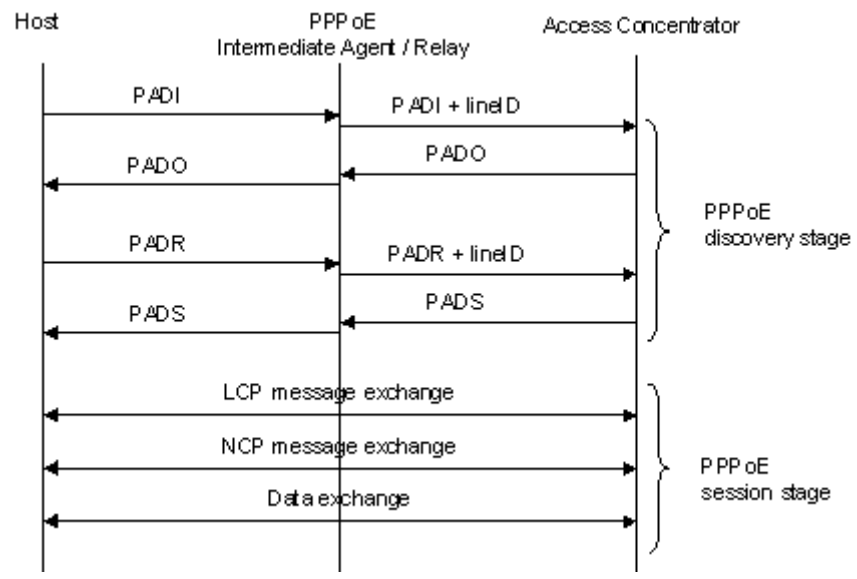 Host
PPPoE
Intermediate Agent / Relay
Access Concentrator
PADI
PADI + lineID
PADO
PADO
PPPoE
discovery stage
PADR
PADR + lineID
PADS
PADS
LCP message exchange
NCP message exchange
PPPoE
session stage
Data exchange